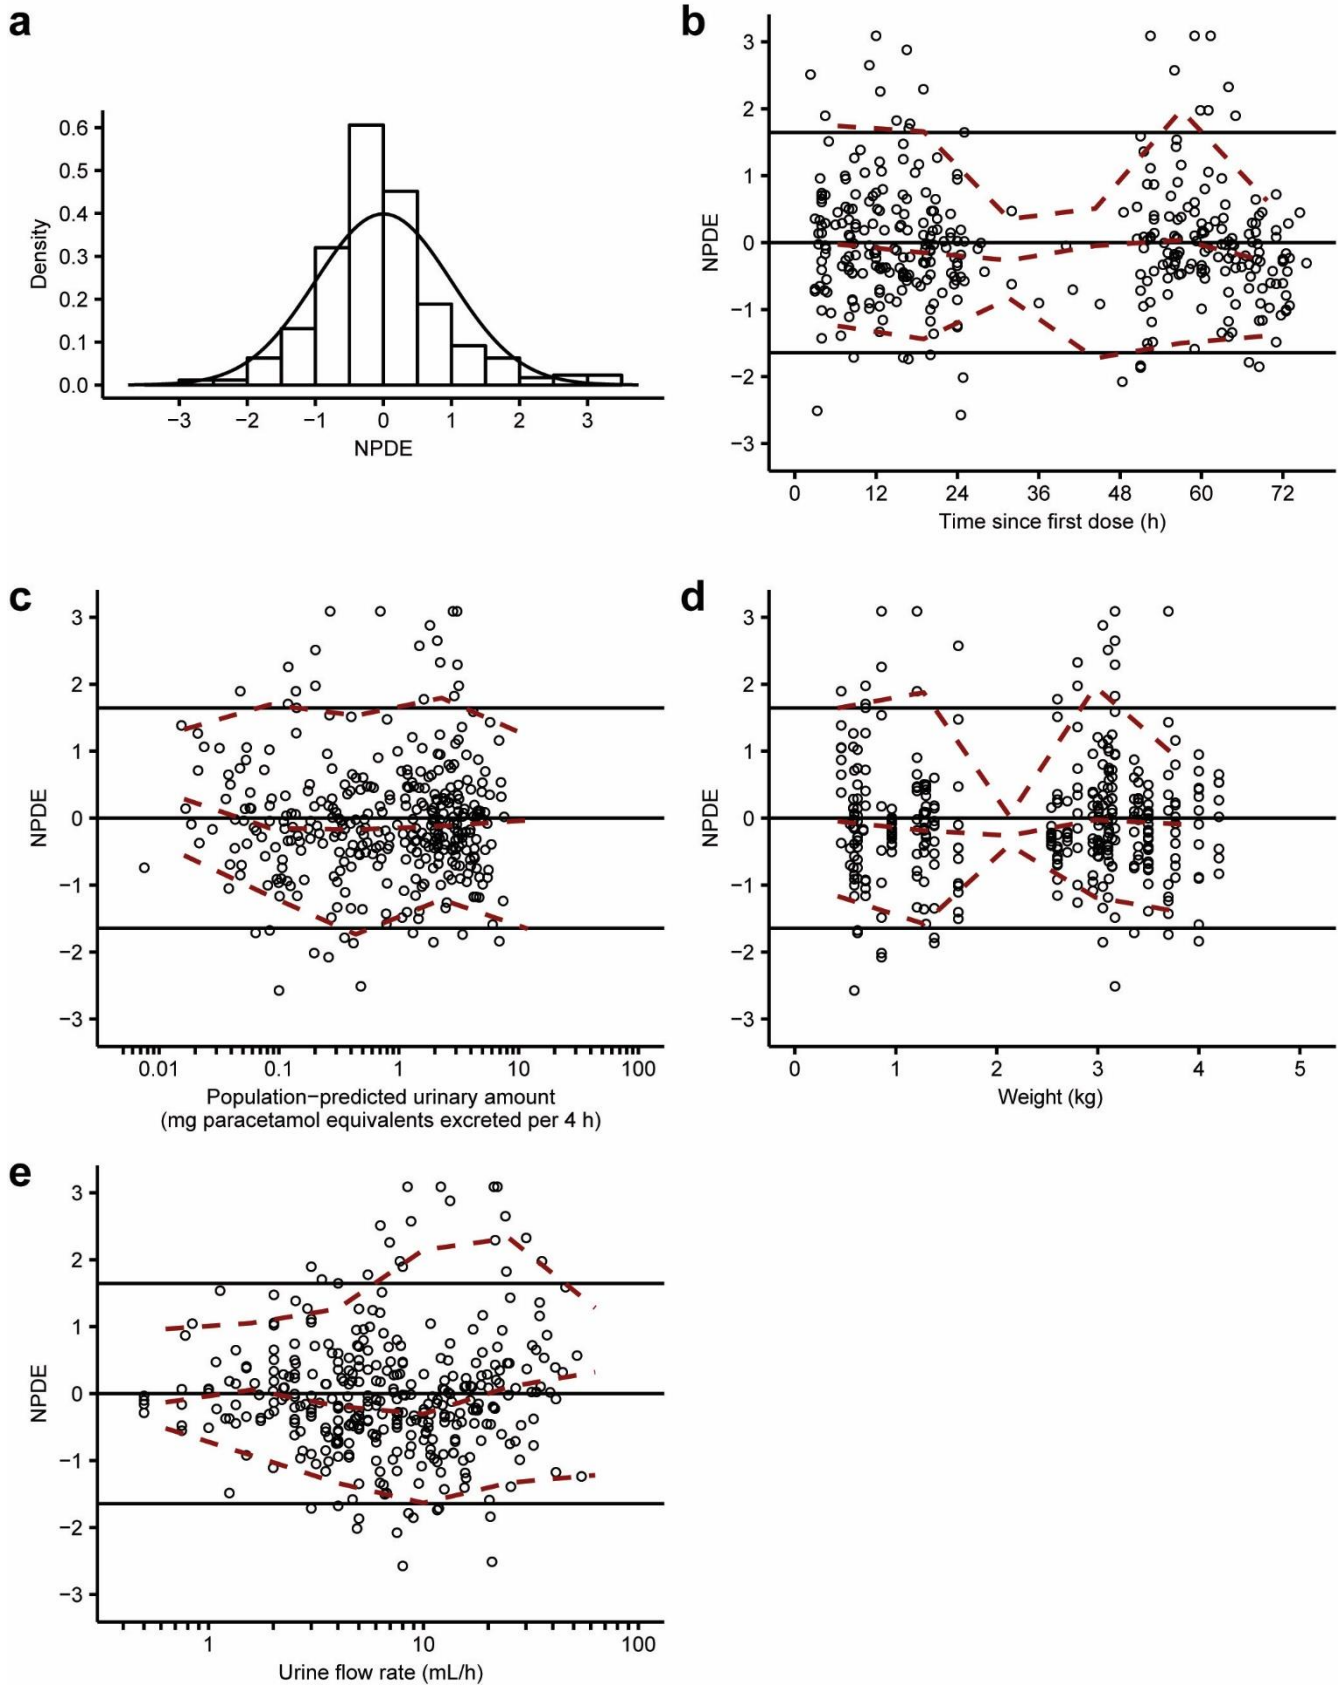 a
0.6
0.5
0.4
0.3
0.2
0.1
0.0
Density
−3 −2 −1 0 1 2 3
NPDE
b
3
2
1
0
−1
−2
−3
NPDE
0 12 24 36 48 60 72
Time since first dose (h)
c
3
2
1
0
−1
−2
−3
NPDE
0.01 0.1 1 10 100
Population−predicted urinary amount
(mg paracetamol equivalents excreted per 4 h)
d
3
2
1
0
−1
−2
−3
NPDE
0 1 2 3 4 5
Weight (kg)
e
3
2
1
0
−1
−2
−3
NPDE
1 10 100
Urine flow rate (mL/h)